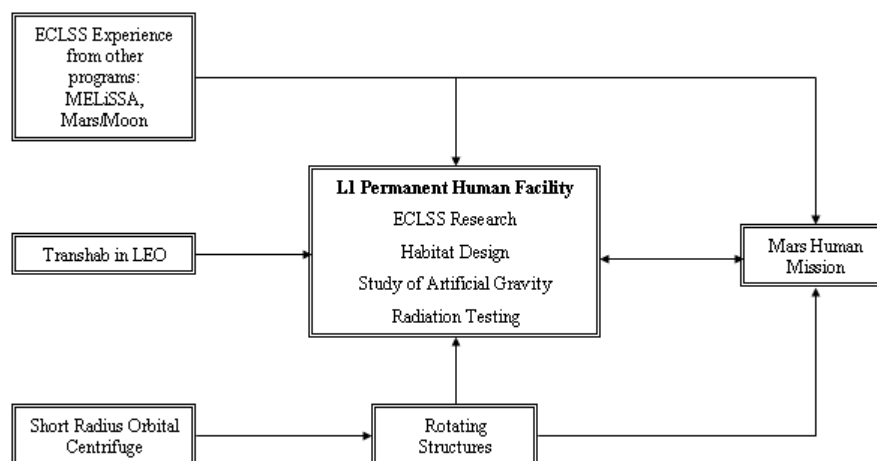 ECLSS Experience
from other
programs:
MELiSSA,
Mars/Moon
L1 Permanent Human Facility
ECLSS Research
Habitat Design
Study of Artificial Gravity
Radiation Testing
Transhab in LEO
Mars Human
Mission
Short Radius Orbital
Centrifuge
Rotating
Structures